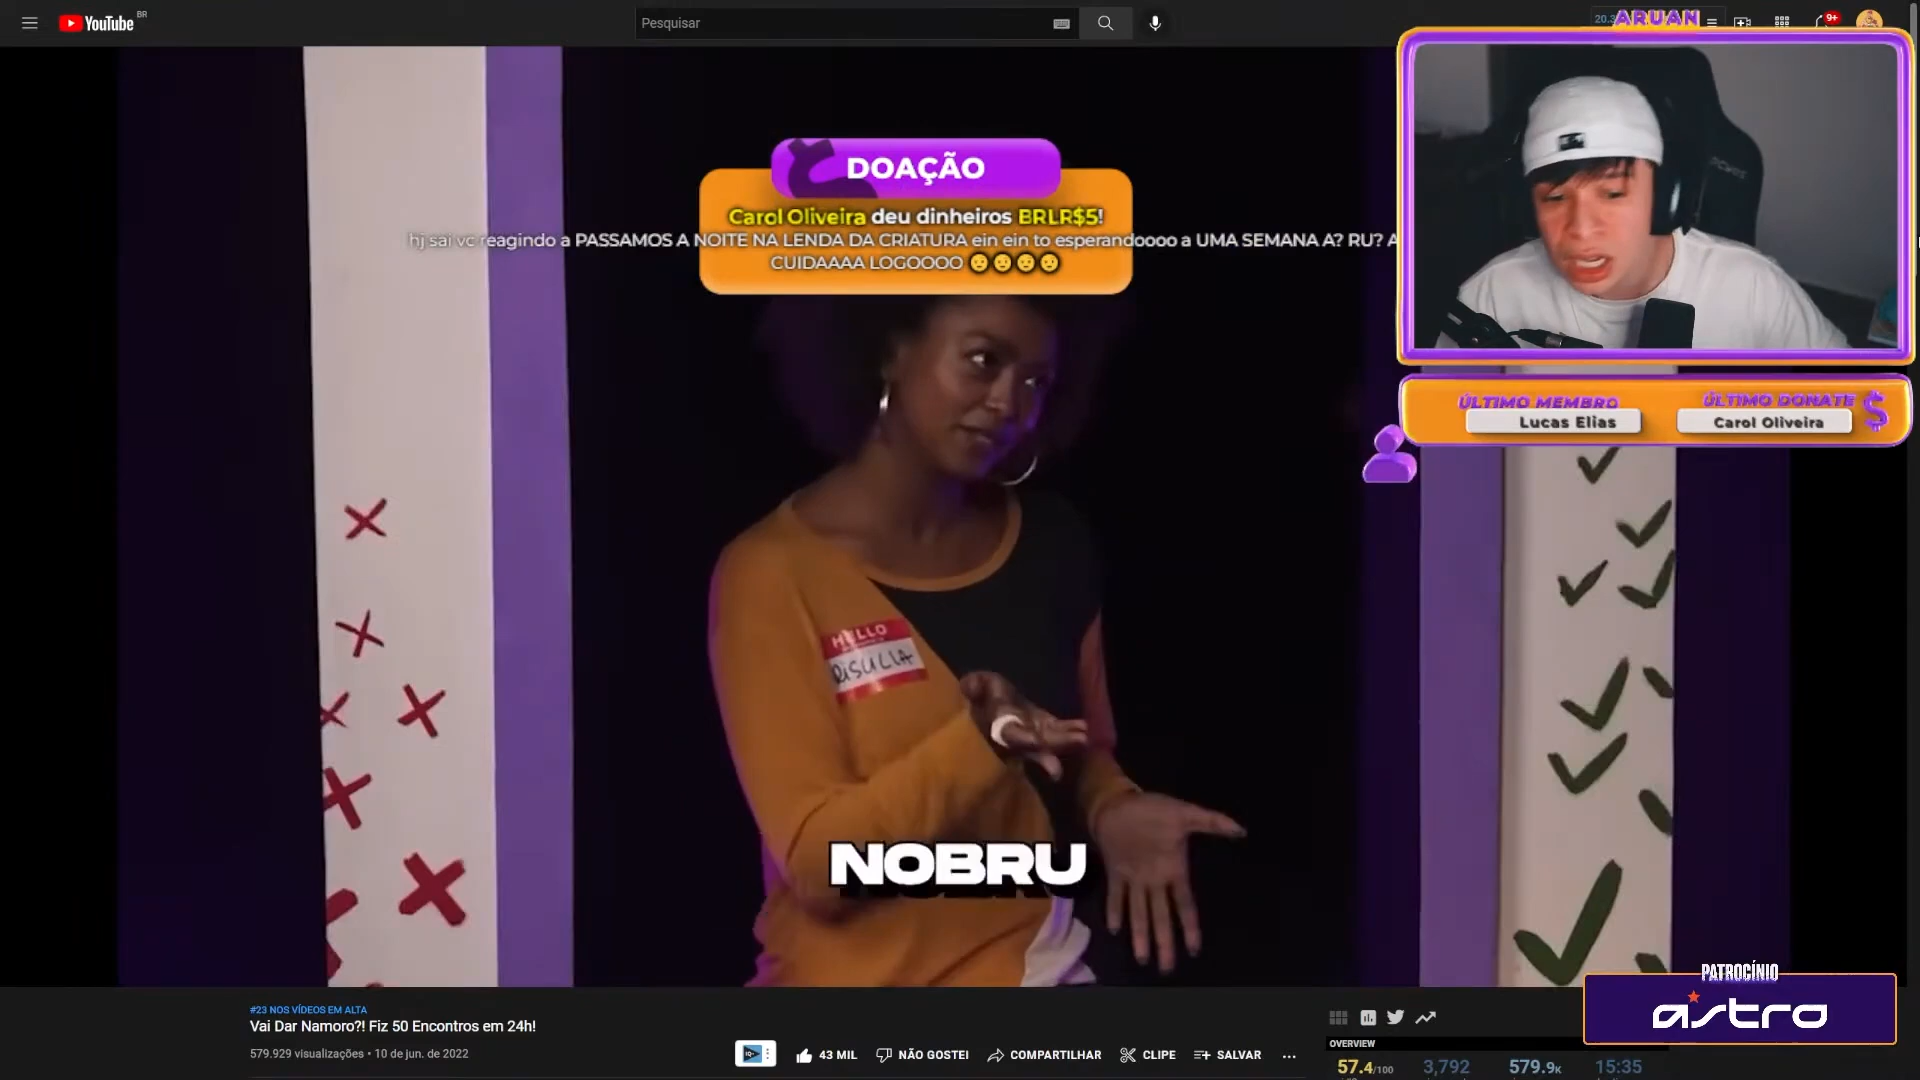 YouTube BR
Pesquisar
ARUAN
9+
DOAÇÃO
Carol Oliveira deu dinheiros BRLR$5!
hj sai vc reagindo a PASSAMOS A NOITE NA LENDA DA CRIATURA ein ein to esperandoooo a UMA SEMANA A? RU? A
CUIDAAAA LOGOOOO
ÚLTIMO MEMBRO
Lucas Elias
ÚLTIMO DONATE
Carol Oliveira
HELLO
RISULLA
NOBRU
PATROCÍNIO
astra
#23 NOS VÍDEOS EM ALTA
Vai Dar Namoro?! Fiz 50 Encontros em 24h!
579.929 visualizações • 10 de jun. de 2022
43 MIL
NÃO GOSTEI
COMPARTILHAR
CLIPE
SALVAR
OVERVIEW
57.4/100
3,792
579.9K
15:35